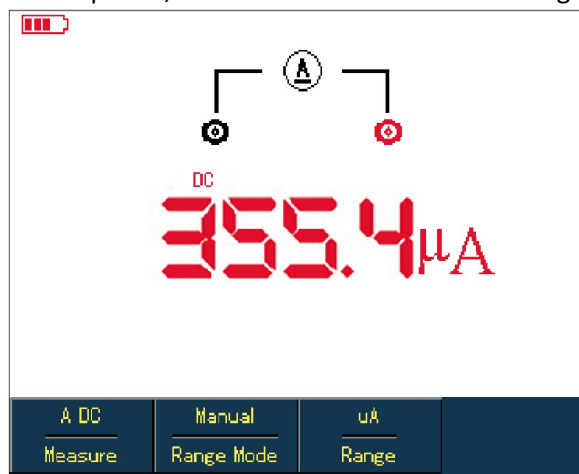 A
DC
355.4µA
A DC Manual uA
Measure Range Mode Range